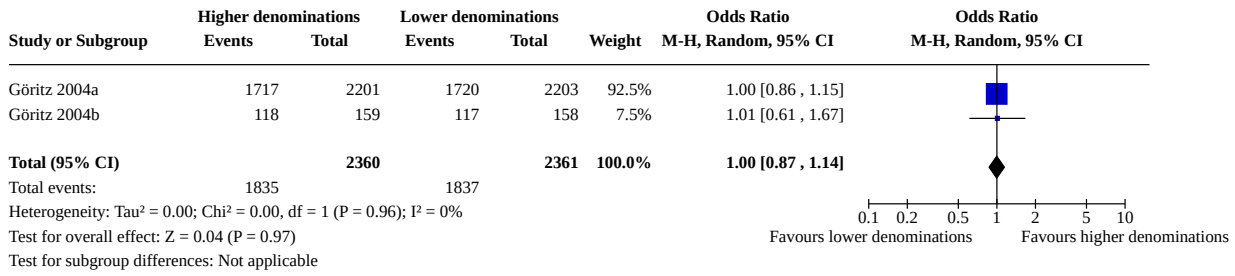 Higher denominations Lower denominations Odds Ratio Odds Ratio
Study or Subgroup Events Total Events Total Weight M-H, Random, 95% CI M-H, Random, 95% CI
Göritz 2004a 1717 2201 1720 2203 92.5% 1.00 [0.86 , 1.15]
Göritz 2004b 118 159 117 158 7.5% 1.01 [0.61 , 1.67]
Total (95% CI) 2360 2361 100.0% 1.00 [0.87 , 1.14]
Total events: 1835 1837
Heterogeneity: Tau² = 0.00; Chi² = 0.00, df = 1 (P = 0.96); I² = 0%
0.1 0.2 0.5 1 2 5 10
Test for overall effect: Z = 0.04 (P = 0.97) Favours lower denominations Favours higher denominations
Test for subgroup differences: Not applicable